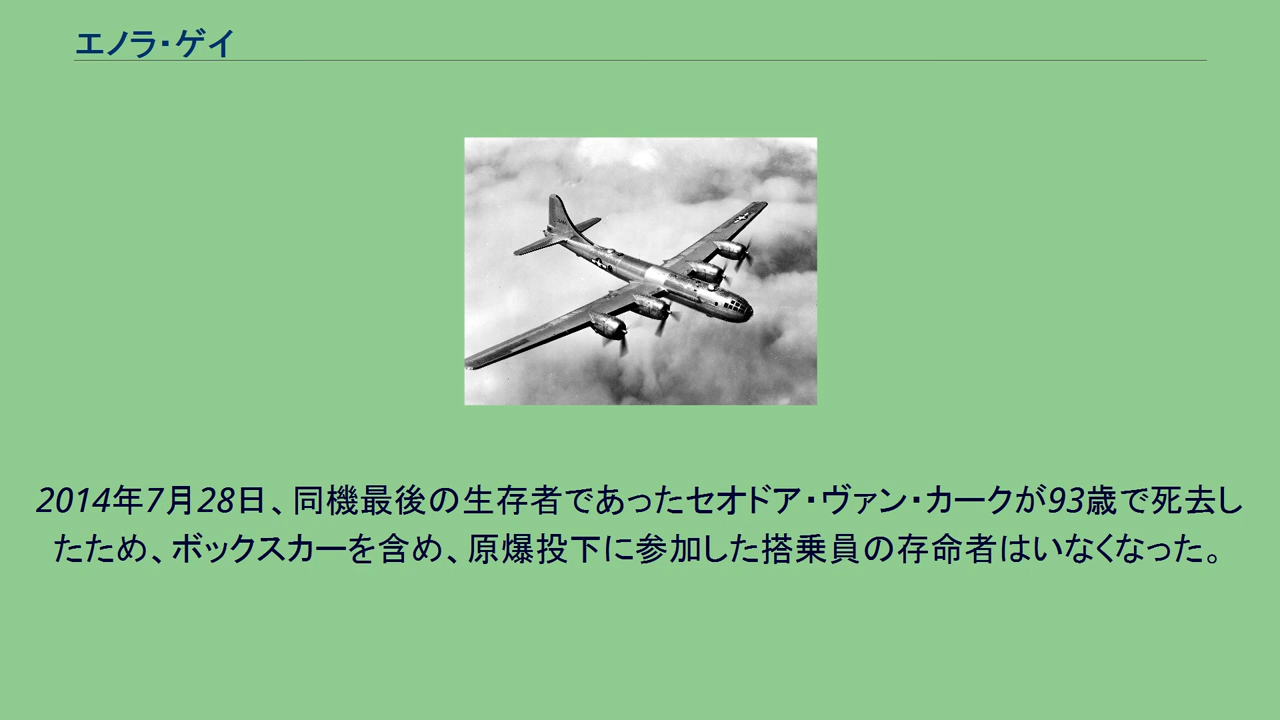 エノラ・ゲイ
2014年7月28日、同機最後の生存者であったセオドア・ヴァン・カークが93歳で死去し
たため、ボックスカーを含め、原爆投下に参加した搭乗員の存命者はいなくなった。